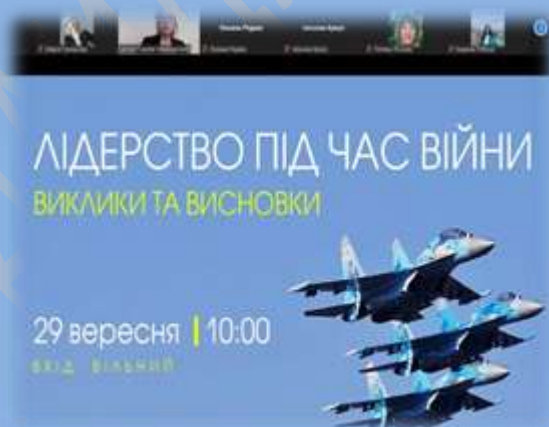 ЛІДЕРСТВО ПІД ЧАС ВІЙНИ
ВИКЛИКИ ТА ВИСНОВКИ
29 вересня | 10:00
ВХІД ВІЛЬНИЙ